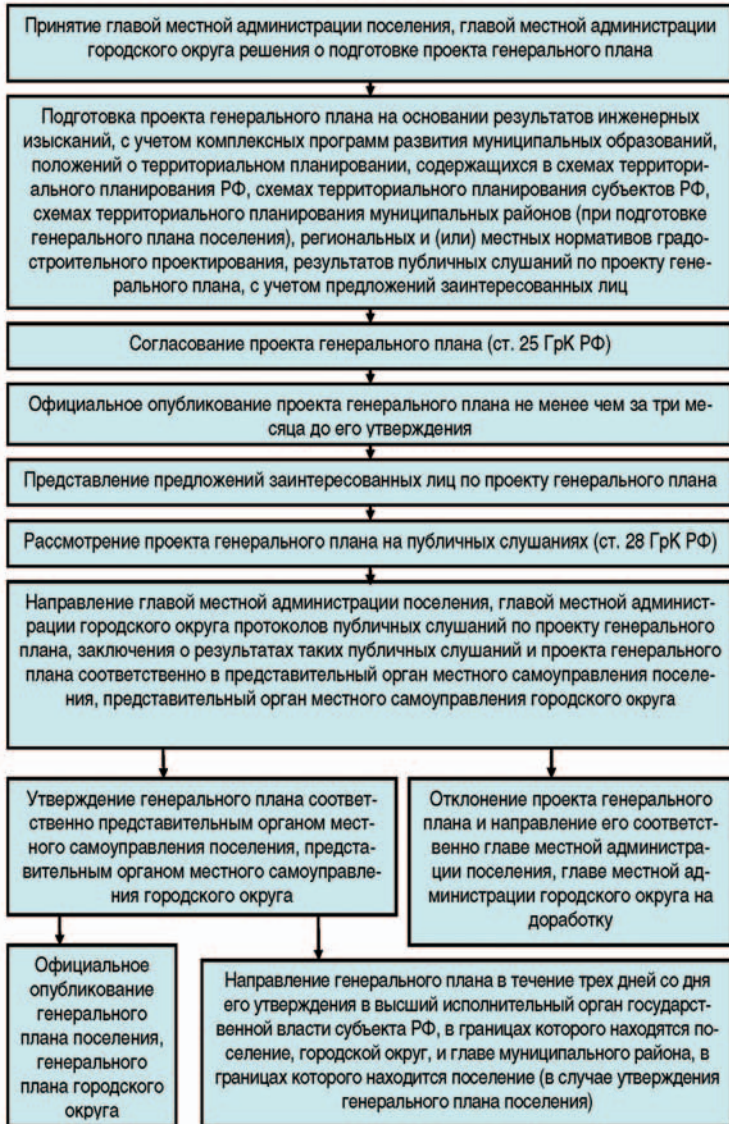 Принятие главой местной администрации поселения, главой местной администрации
городского округа решения о подготовке проекта генерального плана
Подготовка проекта генерального плана на основании результатов инженерных
изысканий, с учетом комплексных программ развития муниципальных образований,
положений о территориальном планировании, содержащихся в схемах территори-
ального планирования РФ, схемах территориального планирования субъектов РФ,
схемах территориального планирования муниципальных районов (при подготовке
генерального плана поселения), региональных и (или) местных нормативов градо-
строительного проектирования, результатов публичных слушаний по проекту гене-
рального плана, с учетом предложений заинтересованных лиц
Согласование проекта генерального плана (ст. 25 ГрК РФ)
Официальное опубликование проекта генерального плана не менее чем за три ме-
сяца до его утверждения
Представление предложений заинтересованных лиц по проекту генерального плана
Рассмотрение проекта генерального плана на публичных слушаниях (ст. 28 ГрК РФ)
Направление главой местной администрации поселения, главой местной админист-
рации городского округа протоколов публичных слушаний по проекту генерального
плана, заключения о результатах таких публичных слушаний и проекта генерального
плана соответственно в представительный орган местного самоуправления поселе-
ния, представительный орган местного самоуправления городского округа
Утверждение генерального плана соответ-
ственно представительным органом мест-
ного самоуправления поселения, предста-
вительным органом местного самоуправле-
ния городского округа
Отклонение проекта генерального
плана и направление его соответст-
венно главе местной администра-
ции поселения, главе местной ад-
министрации городского округа на
доработку
Официальное
опубликование
генерального
плана поселения,
генерального
плана городского
округа
Направление генерального плана в течение трех дней со дня
его утверждения в высший исполнительный орган государст-
венной власти субъекта РФ, в границах которого находятся по-
селение, городской округ, и главе муниципального района, в
границах которого находится поселение (в случае утверждения
генерального плана поселения)